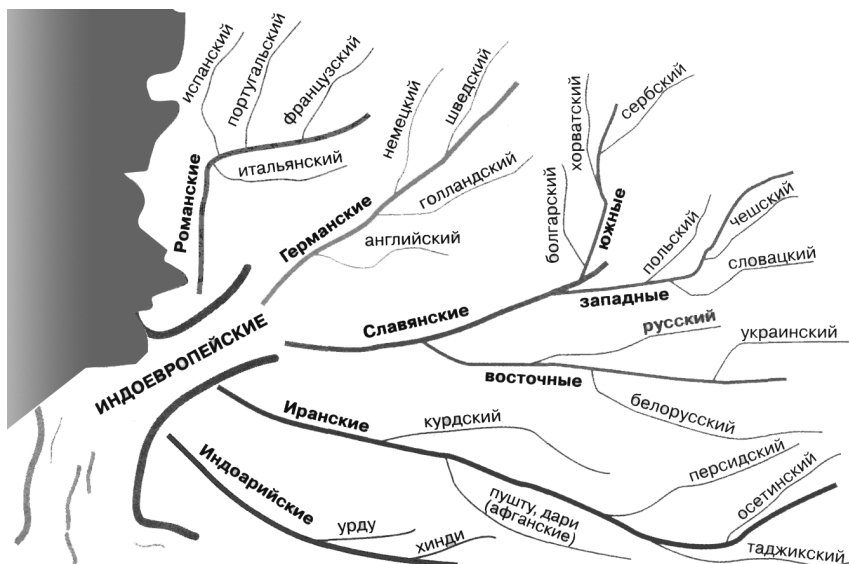 испанский
португальский
французский
итальянский
Романские
немецкий
шведский
голландский
английский
Германские
хорватский
сербский
болгарский
южные
польский
чешский
словацкий
западные
Славянские
русский
украинский
восточные
белорусский
ИНДОЕВРОПЕЙСКИЕ
Иранские
курдский
персидский
осетинский
пушту, дари
(афганские)
таджикский
Индоарийские
урду
хинди